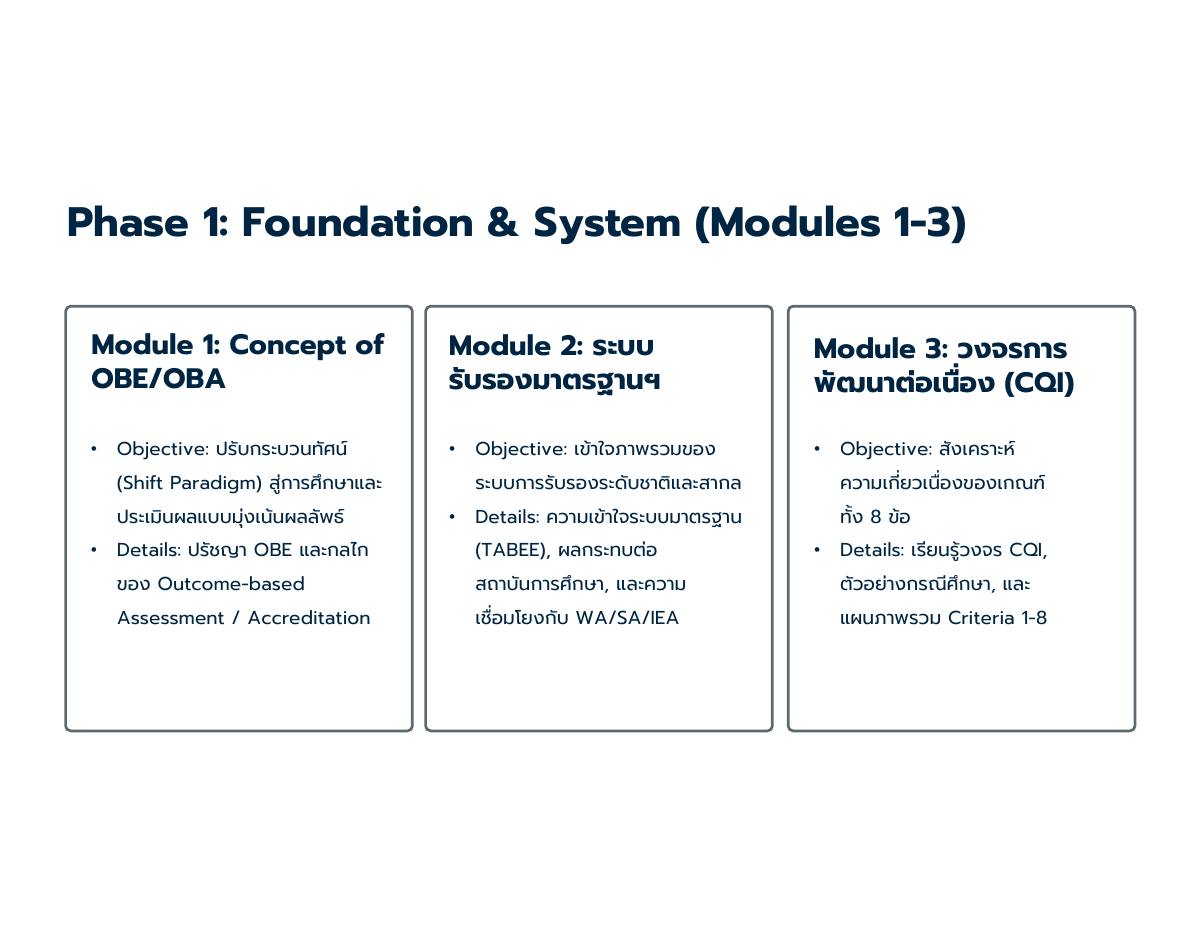 Phase 1: Foundation & System (Modules 1-3)
Module 1: Concept of
OBE/OBA
• Objective: ปรับกระบวนทัศน์
(Shift Paradigm) สู่การศึกษาและ
ประเมินผลแบบมุ่งเน้นผลลัพธ์
• Details: ปรัชญา OBE และกลไก
ของ Outcome-based
Assessment / Accreditation
Module 2: ระบบ
รับรองมาตรฐานฯ
• Objective: เข้าใจภาพรวมของ
ระบบการรับรองระดับชาติและสากล
• Details: ความเข้าใจระบบมาตรฐาน
(TABEE), ผลกระทบต่อ
สถาบันการศึกษา, และความ
เชื่อมโยงกับ WA/SA/IEA
Module 3: วงจรการ
พัฒนาต่อเนื่อง (CQI)
• Objective: สังเคราะห์
ความเกี่ยวเนื่องของเกณฑ์
ทั้ง 8 ข้อ
• Details: เรียนรู้วงจร CQI,
ตัวอย่างกรณีศึกษา, และ
แผนภาพรวม Criteria 1-8